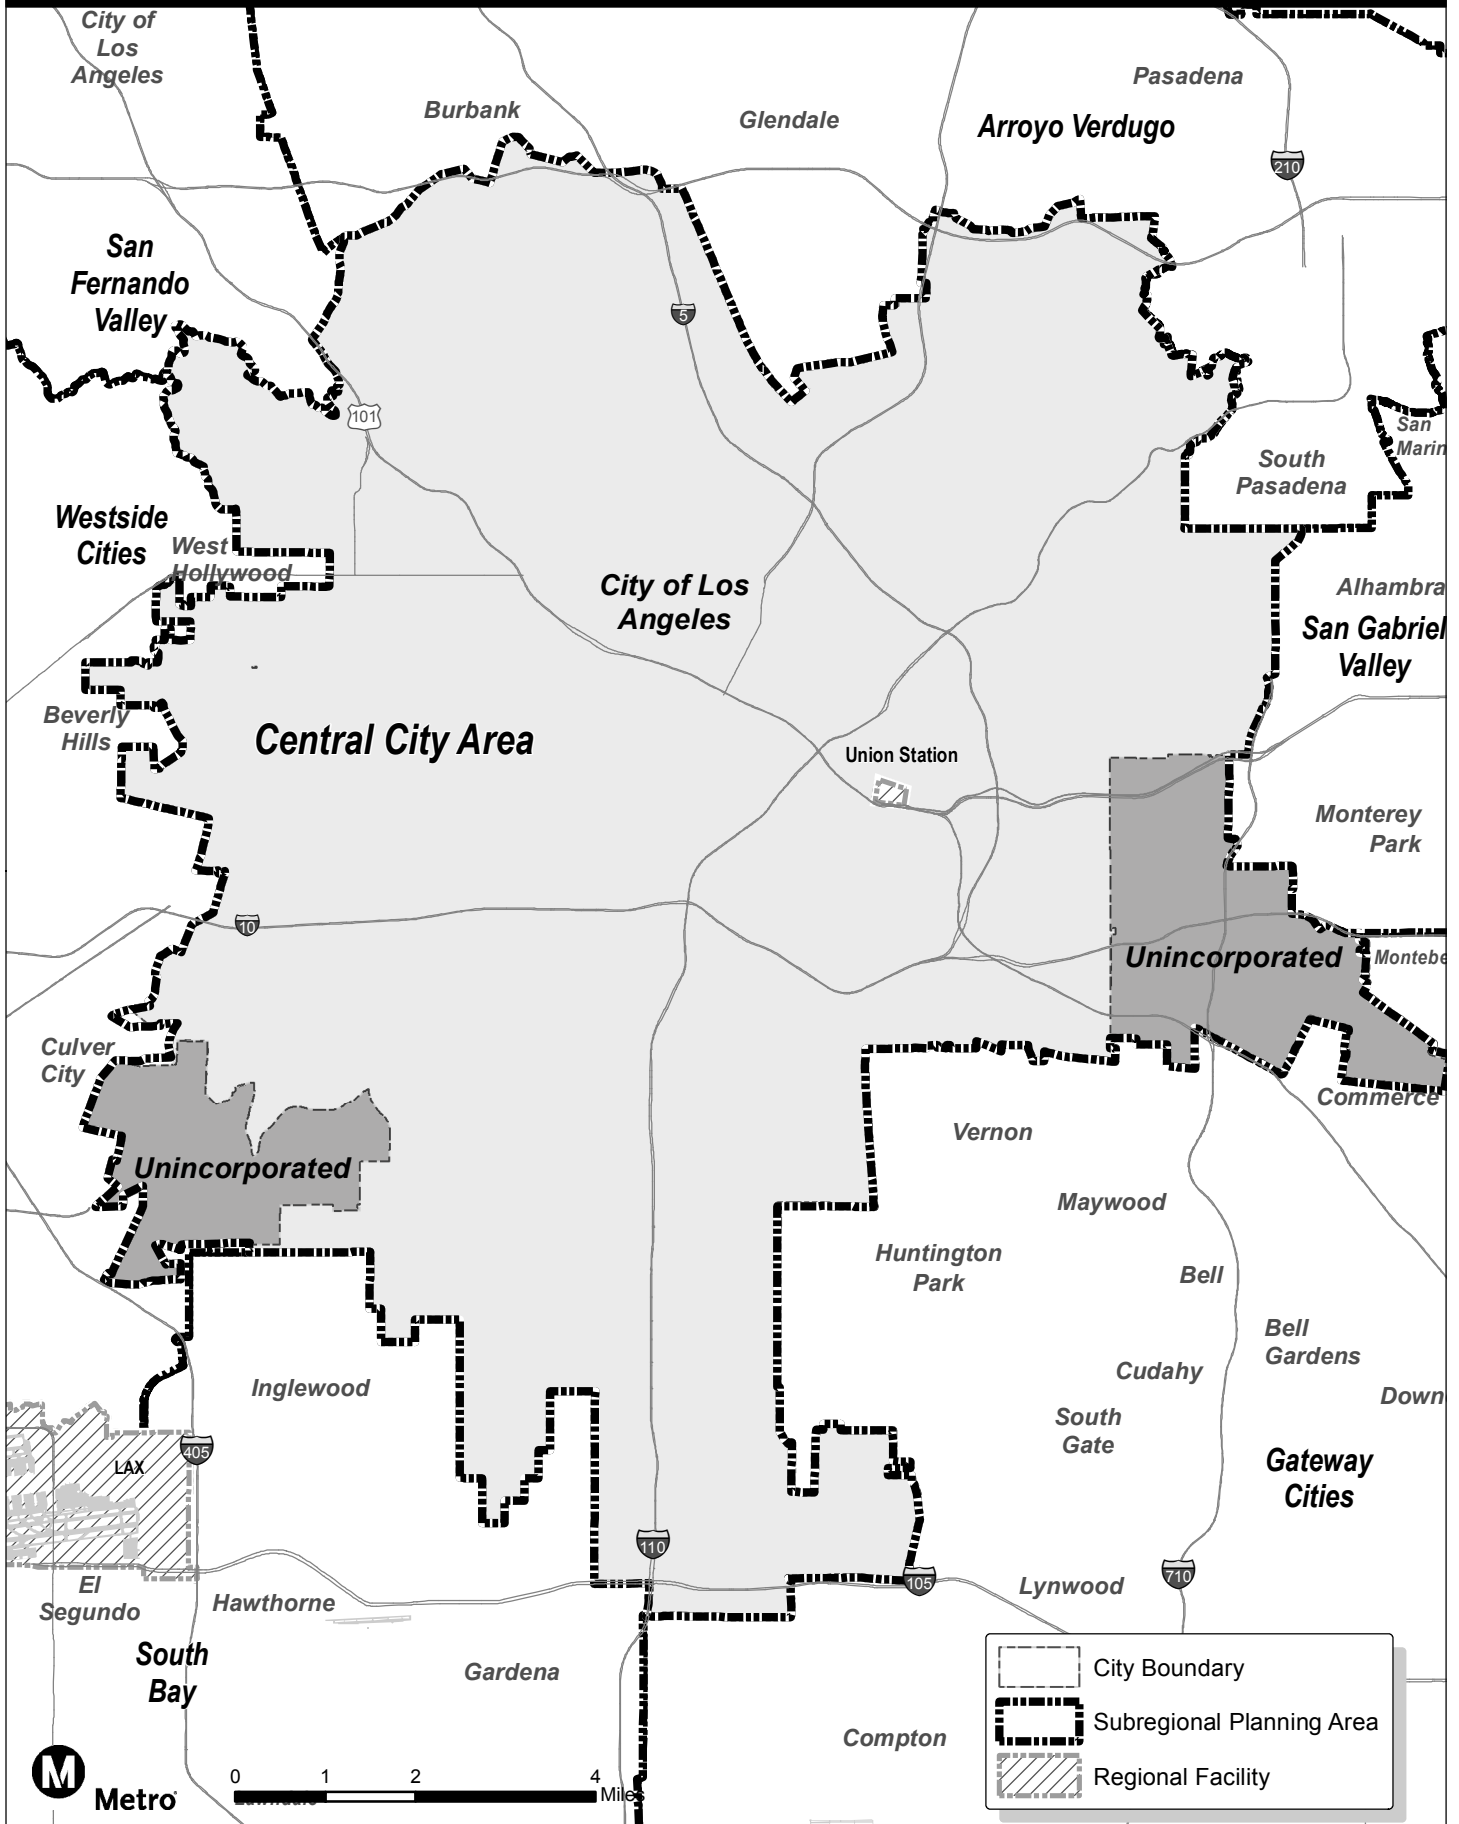 City of
Los
Angeles
Burbank
Glendale
Pasadena
Arroyo Verdugo
210
San
Fernando
Valley
5
101
San
Marin
South
Pasadena
Westside
Cities
West
Hollywood
City of Los
Angeles
Alhambra
San Gabriel
Valley
Beverly
Hills
Central City Area
Union Station
Monterey
Park
10
Unincorporated
Montebe
Culver
City
Commerce
Vernon
Unincorporated
Maywood
Huntington
Park
Bell
Bell
Gardens
Inglewood
Cudahy
Down
South
Gate
405
LAX
Gateway
Cities
110
710
105
El
Segundo
Hawthorne
Lynwood
South
Bay
Gardena
Compton
City Boundary
Subregional Planning Area
Regional Facility
M
Metro
0 1 2 4
Miles